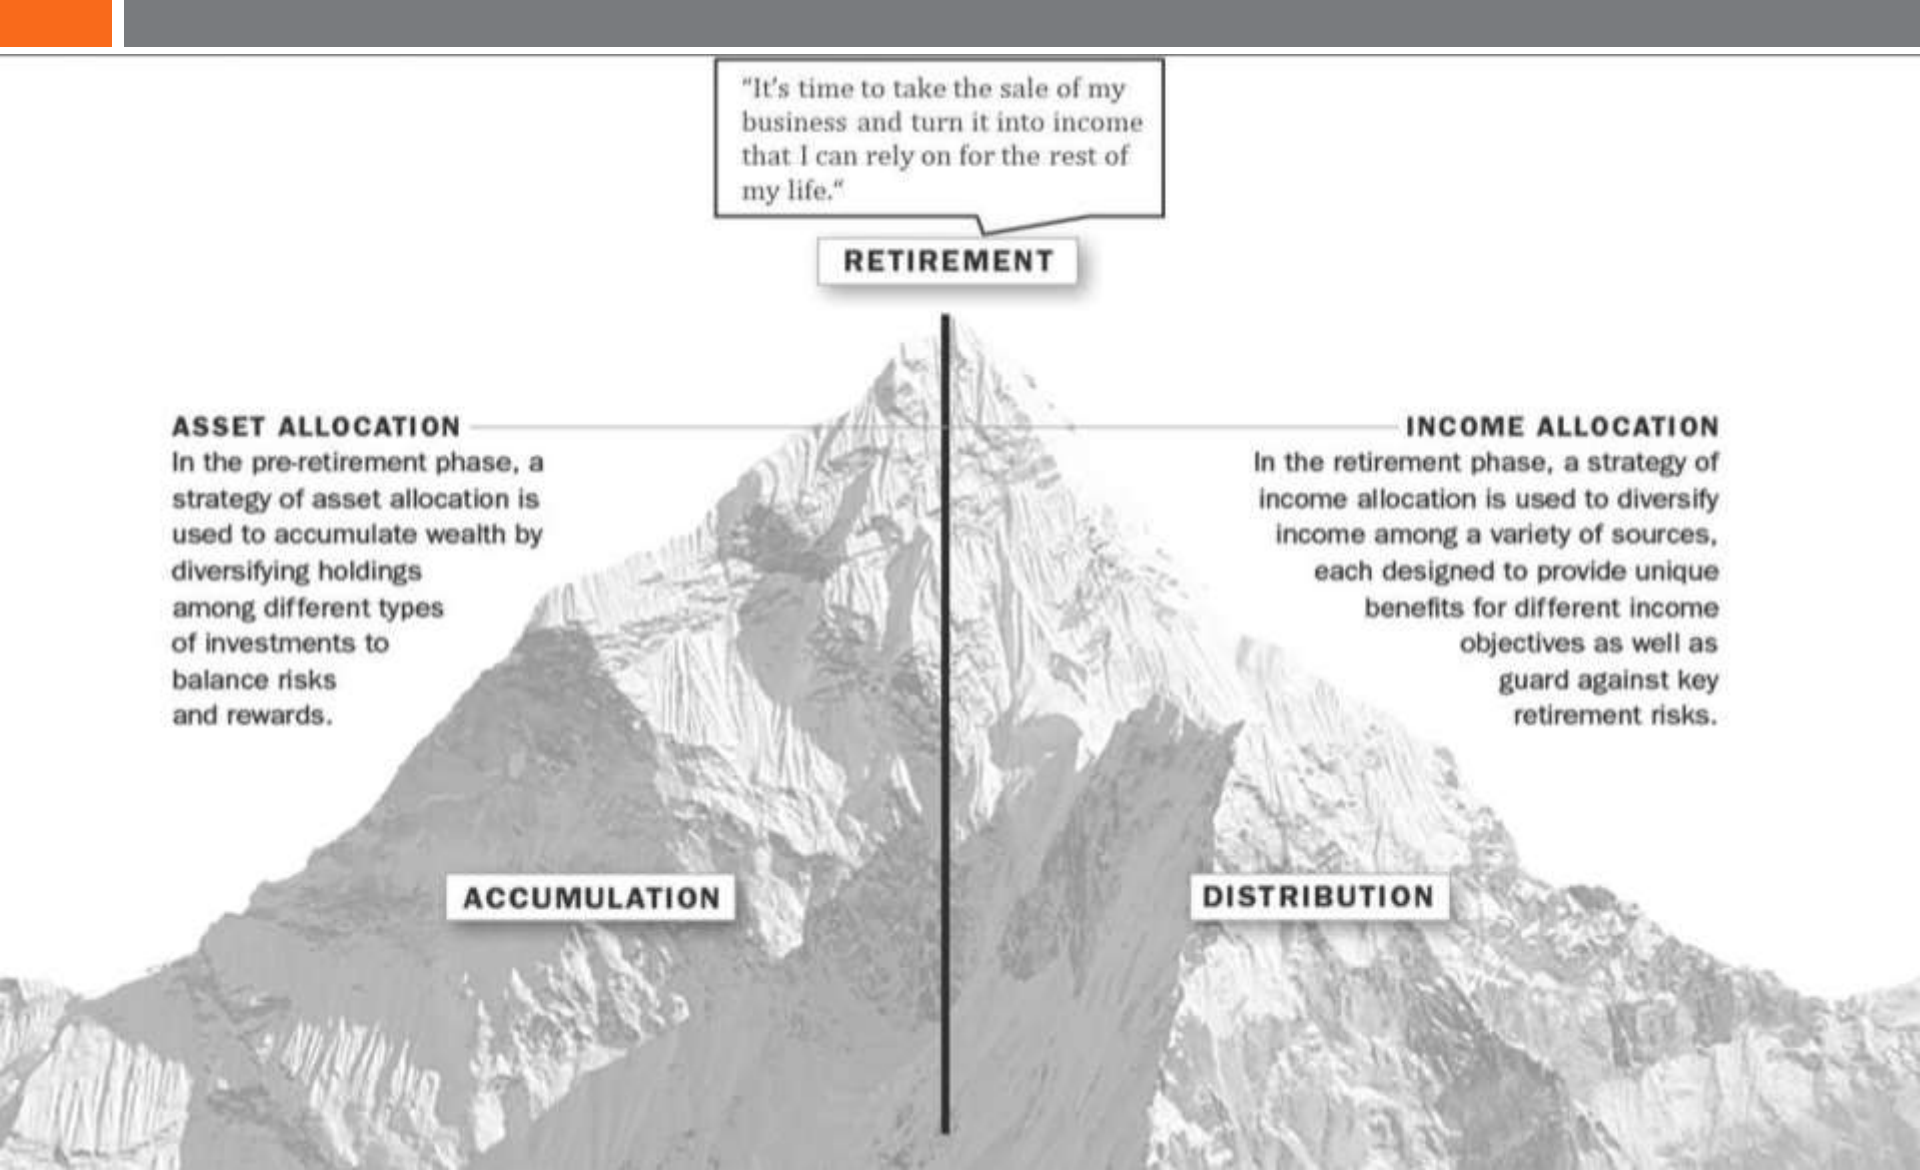 "It's time to take the sale of my
business and turn it into income
that I can rely on for the rest of
my life."
RETIREMENT
ASSET ALLOCATION
In the pre-retirement phase, a
strategy of asset allocation is
used to accumulate wealth by
diversifying holdings
among different types
of investments to
balance risks
and rewards.
INCOME ALLOCATION
In the retirement phase, a strategy of
income allocation is used to diversify
income among a variety of sources,
each designed to provide unique
benefits for different income
objectives as well as
guard against key
retirement risks.
ACCUMULATION
DISTRIBUTION